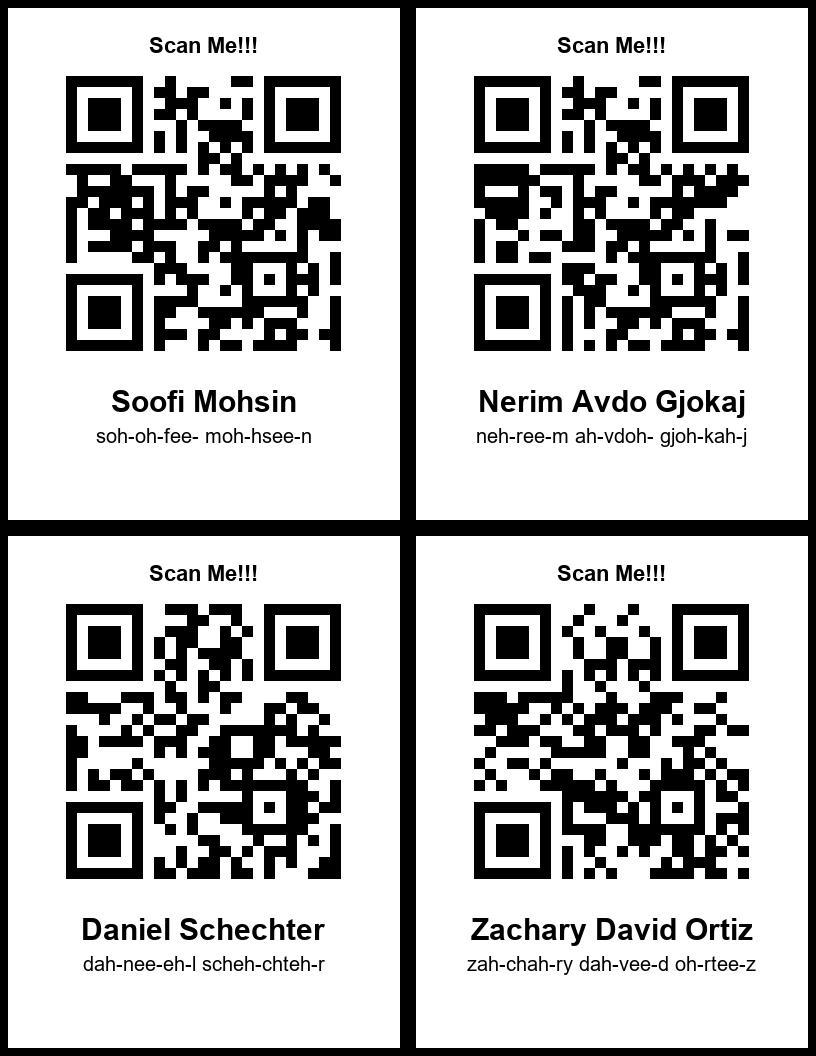 Scan Me!!!
Soofi Mohsin
soh-oh-fee- moh-hsee-n
Scan Me!!!
Nerim Avdo Gjokaj
neh-ree-m ah-vdoh- gjoh-kah-j
Scan Me!!!
Daniel Schechter
dah-nee-eh-l scheh-chteh-r
Scan Me!!!
Zachary David Ortiz
zah-chah-ry dah-vee-d oh-rtee-z